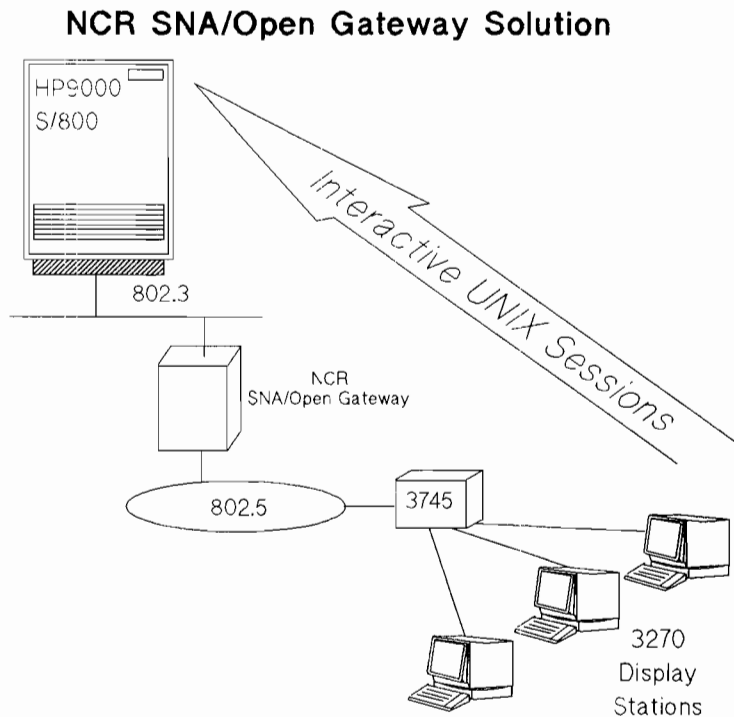 NCR SNA/Open Gateway Solution
HP9000
S/800
Interactive UNIX Sessions
802.3
NCR
SNA/Open Gateway
802.5
3745
3270
Display
Stations